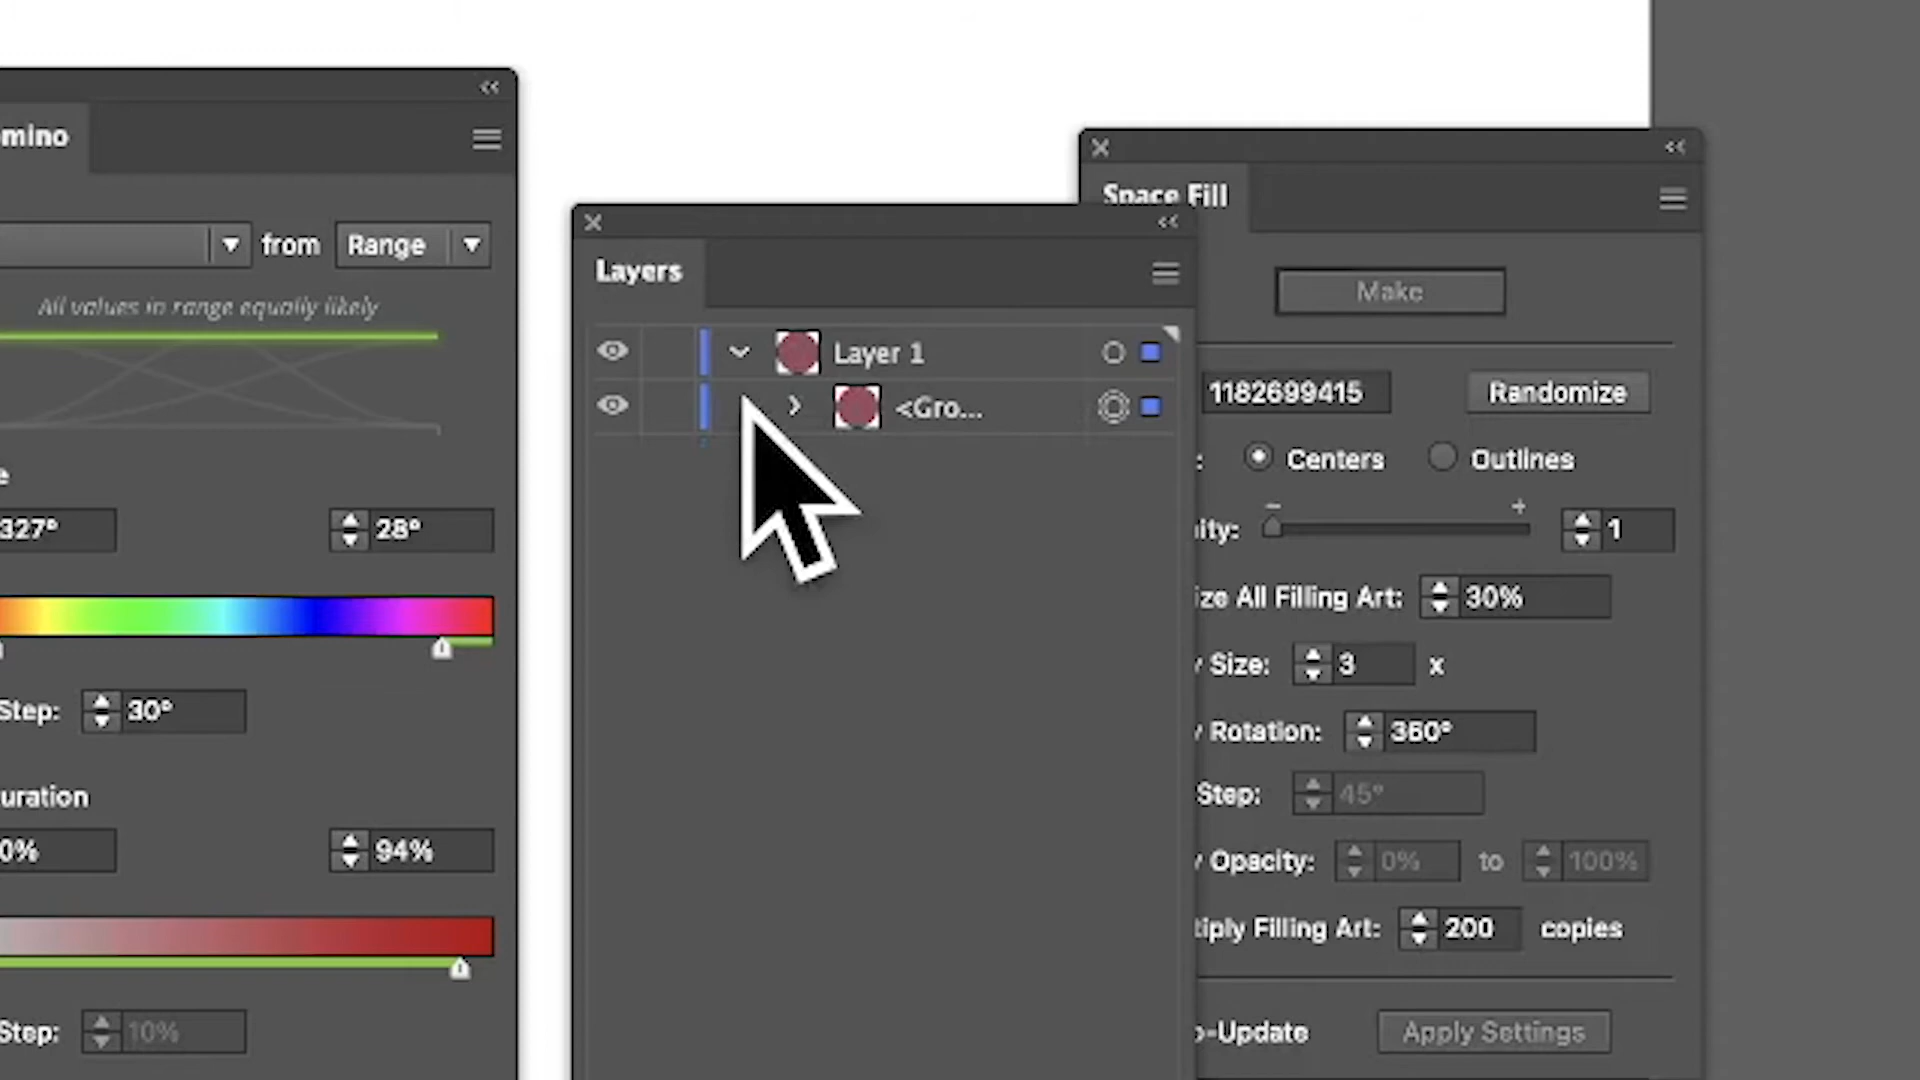 mino
from Range
All values in range equally likely
e
327° 28°
Step: 30°
uration
0% 94%
Step: 10%
Layers
Layer 1
<Gro...
Space Fill
Make
1182699415 Randomize
: Centers Outlines
ity: - + 1
ize All Filling Art: 30%
y Size: 3 x
y Rotation: 360°
Step: 45°
y Opacity: 0% to 100%
tiply Filling Art: 200 copies
o-Update Apply Settings